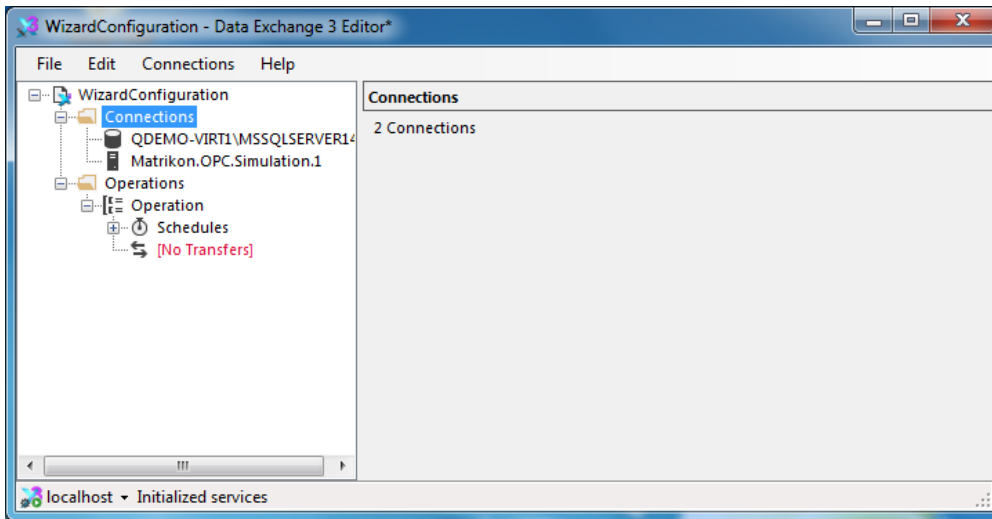 WizardConfiguration - Data Exchange 3 Editor*
File Edit Connections Help
WizardConfiguration
Connections
QDEMO-VIRT1\MSSQLSERVER14
Matrikon.OPC.Simulation.1
Operations
Operation
Schedules
[No Transfers]
Connections
2 Connections
localhost Initialized services